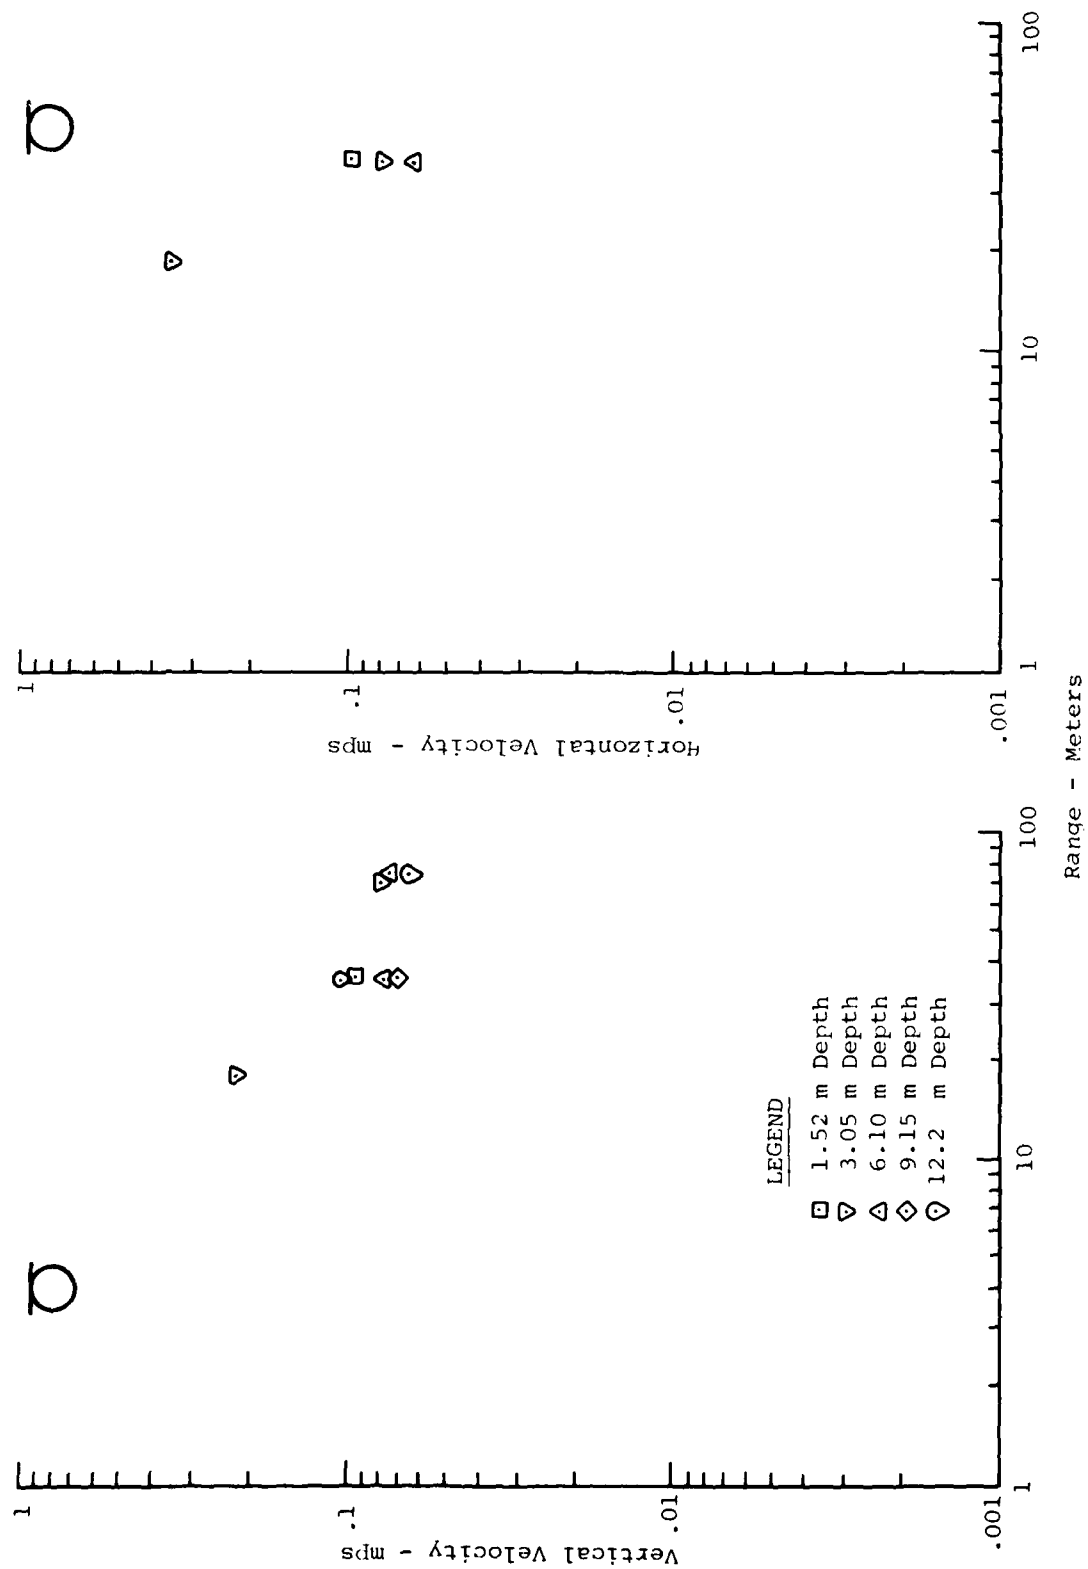 1
.1
.01
.001
Vertical Velocity - mps
1
10
100
LEGEND
1.52 m Depth
3.05 m Depth
6.10 m Depth
9.15 m Depth
12.2 m Depth
1
.1
.01
.001
Horizontal Velocity - mps
1
10
100
Range - Meters